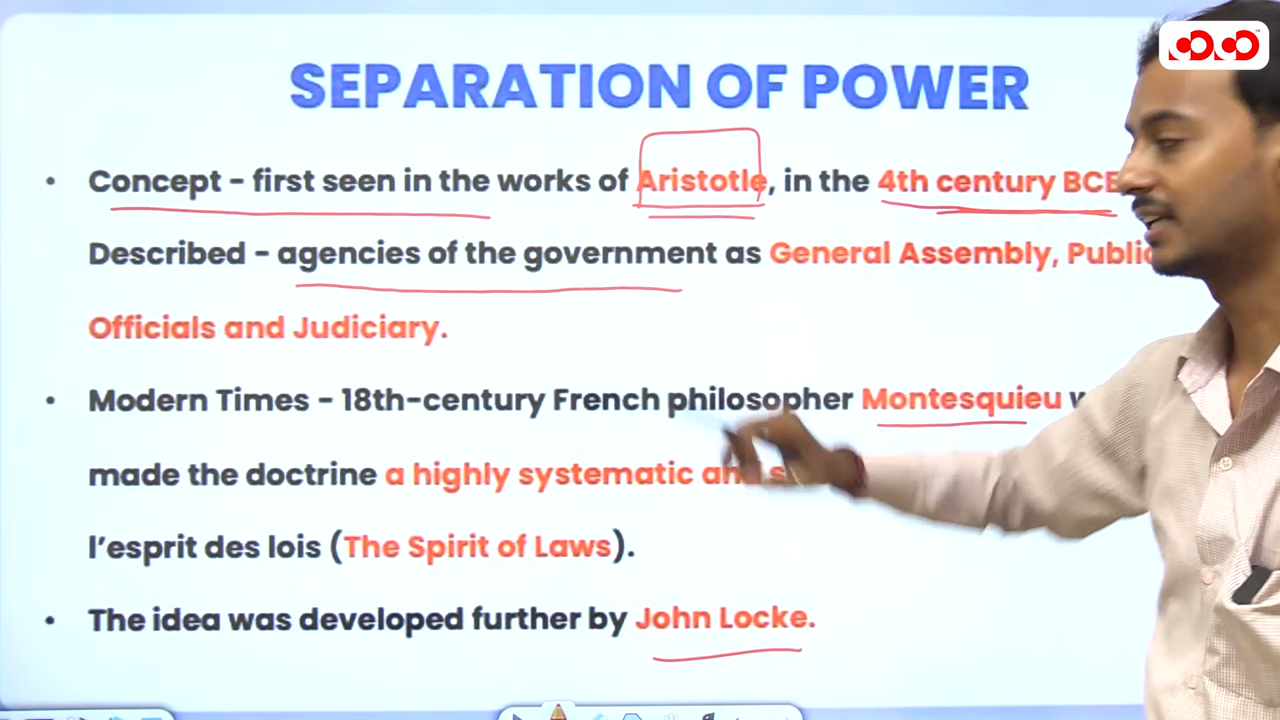 SEPARATION OF POWER
• Concept - first seen in the works of Aristotle, in the 4th century BCE
Described - agencies of the government as General Assembly, Public
Officials and Judiciary.
• Modern Times - 18th-century French philosopher Montesquieu
made the doctrine a highly systematic and
l'esprit des lois (The Spirit of Laws).
• The idea was developed further by John Locke.